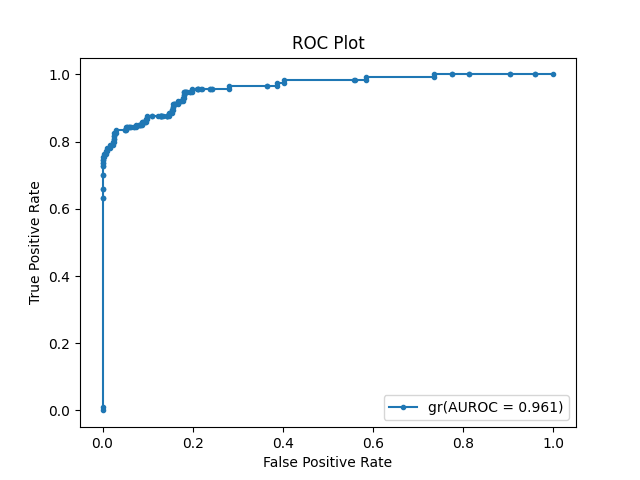 ROC Plot
True Positive Rate
1.0
0.8
0.6
0.4
0.2
0.0
gr(AUROC = 0.961)
0.0 0.2 0.4 0.6 0.8 1.0
False Positive Rate